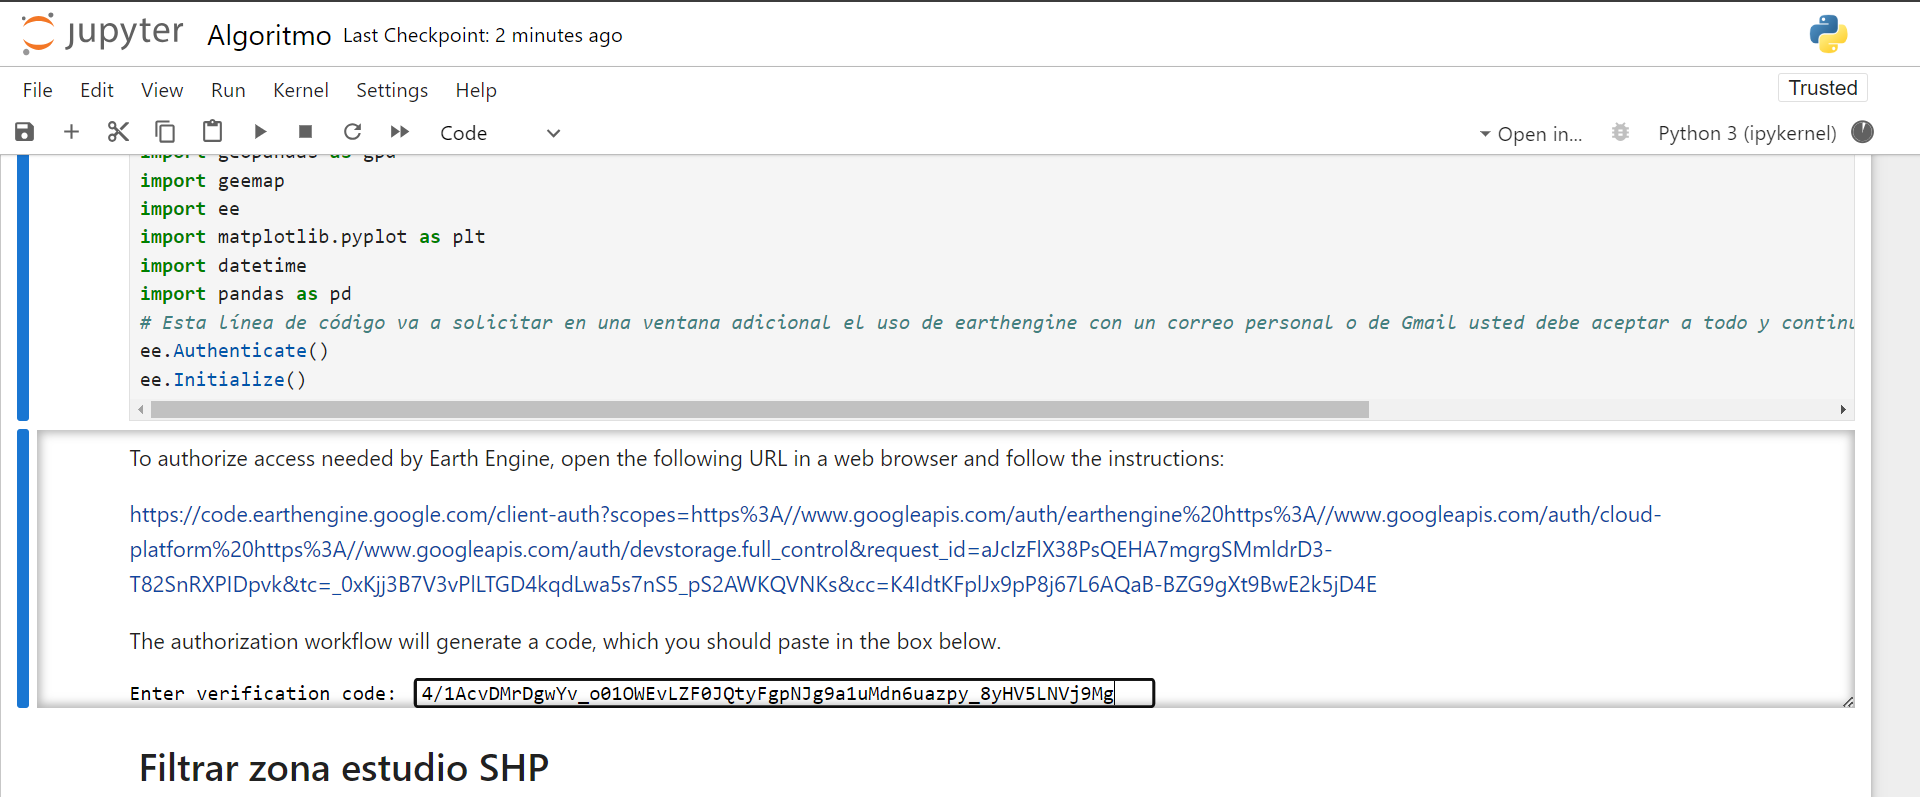 jupyter Algoritmo Last Checkpoint: 2 minutes ago
File Edit View Run Kernel Settings Help Trusted
Code Open in... Python 3 (ipykernel)
import geopandas as gpd
import geemap
import ee
import matplotlib.pyplot as plt
import datetime
import pandas as pd
# Esta línea de código va a solicitar en una ventana adicional el uso de earthengine con un correo personal o de Gmail usted debe aceptar a todo y continu
ee.Authenticate()
ee.Initialize()
To authorize access needed by Earth Engine, open the following URL in a web browser and follow the instructions:
https://code.earthengine.google.com/client-auth?scopes=https%3A//www.googleapis.com/auth/earthengine%20https%3A//www.googleapis.com/auth/cloud-
platform%20https%3A//www.googleapis.com/auth/devstorage.full_control&request_id=aJcIzFlX38PsQEHA7mgrgSMmldrD3-
T82SnRXPIDpvk&tc=_0xKjj3B7V3vPlLTGD4kqdLwa5s7nS5_pS2AWKQVNKs&cc=K4IdtKFplJx9pP8j67L6AQaB-BZG9gXt9BwE2k5jD4E
The authorization workflow will generate a code, which you should paste in the box below.
Enter verification code: 4/1AcvDMrDgwYv_o01OWEvLZF0JQtyFgpNJg9a1uMdn6uazpy_8yHV5LNVj9Mg
Filtrar zona estudio SHP